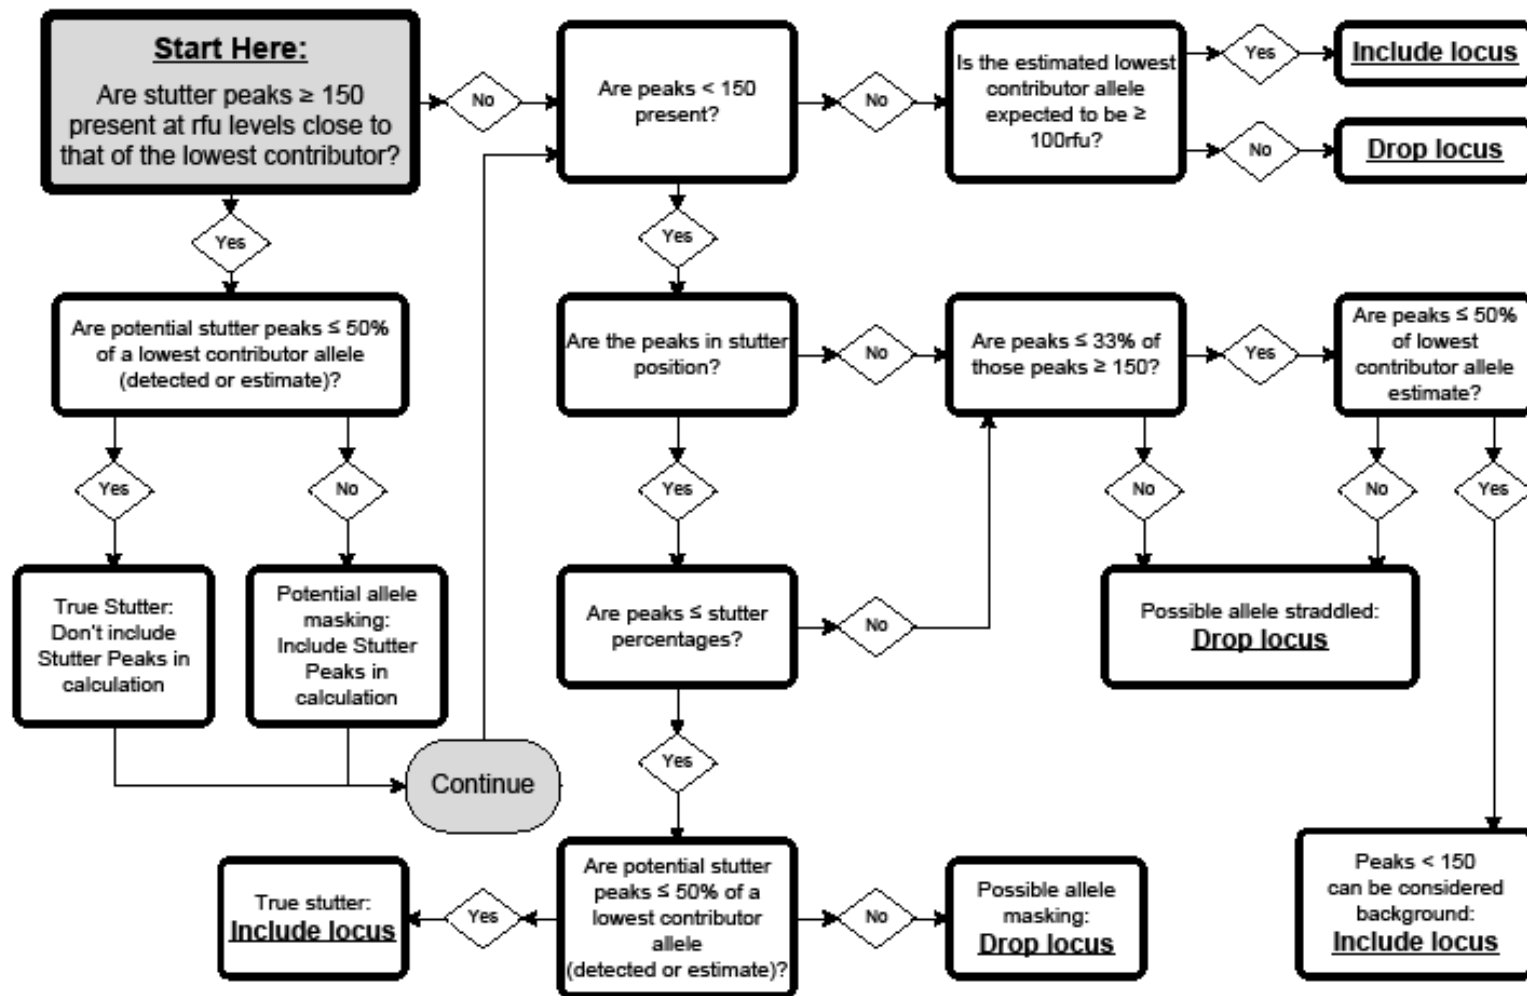 Start Here:
Are stutter peaks ≥ 150
present at rfu levels close to
that of the lowest contributor?
No
Are peaks < 150
present?
No
Is the estimated lowest
contributor allele
expected to be ≥
100rfu?
Yes
Include locus
No
Drop locus
Yes
Yes
Are potential stutter peaks ≤ 50%
of a lowest contributor allele
(detected or estimate)?
Are the peaks in stutter
position?
No
Are peaks ≤ 33% of
those peaks ≥ 150?
Yes
Are peaks ≤ 50%
of lowest
contributor allele
estimate?
Yes
No
Yes
No
No
Yes
True Stutter:
Don't include
Stutter Peaks in
calculation
Potential allele
masking:
Include Stutter
Peaks in
calculation
Are peaks ≤ stutter
percentages?
No
Possible allele straddled:
Drop locus
Continue
Yes
True stutter:
Include locus
Yes
Are potential stutter
peaks ≤ 50% of a
lowest contributor
allele
(detected or estimate)?
No
Possible allele
masking:
Drop locus
Peaks < 150
can be considered
background:
Include locus